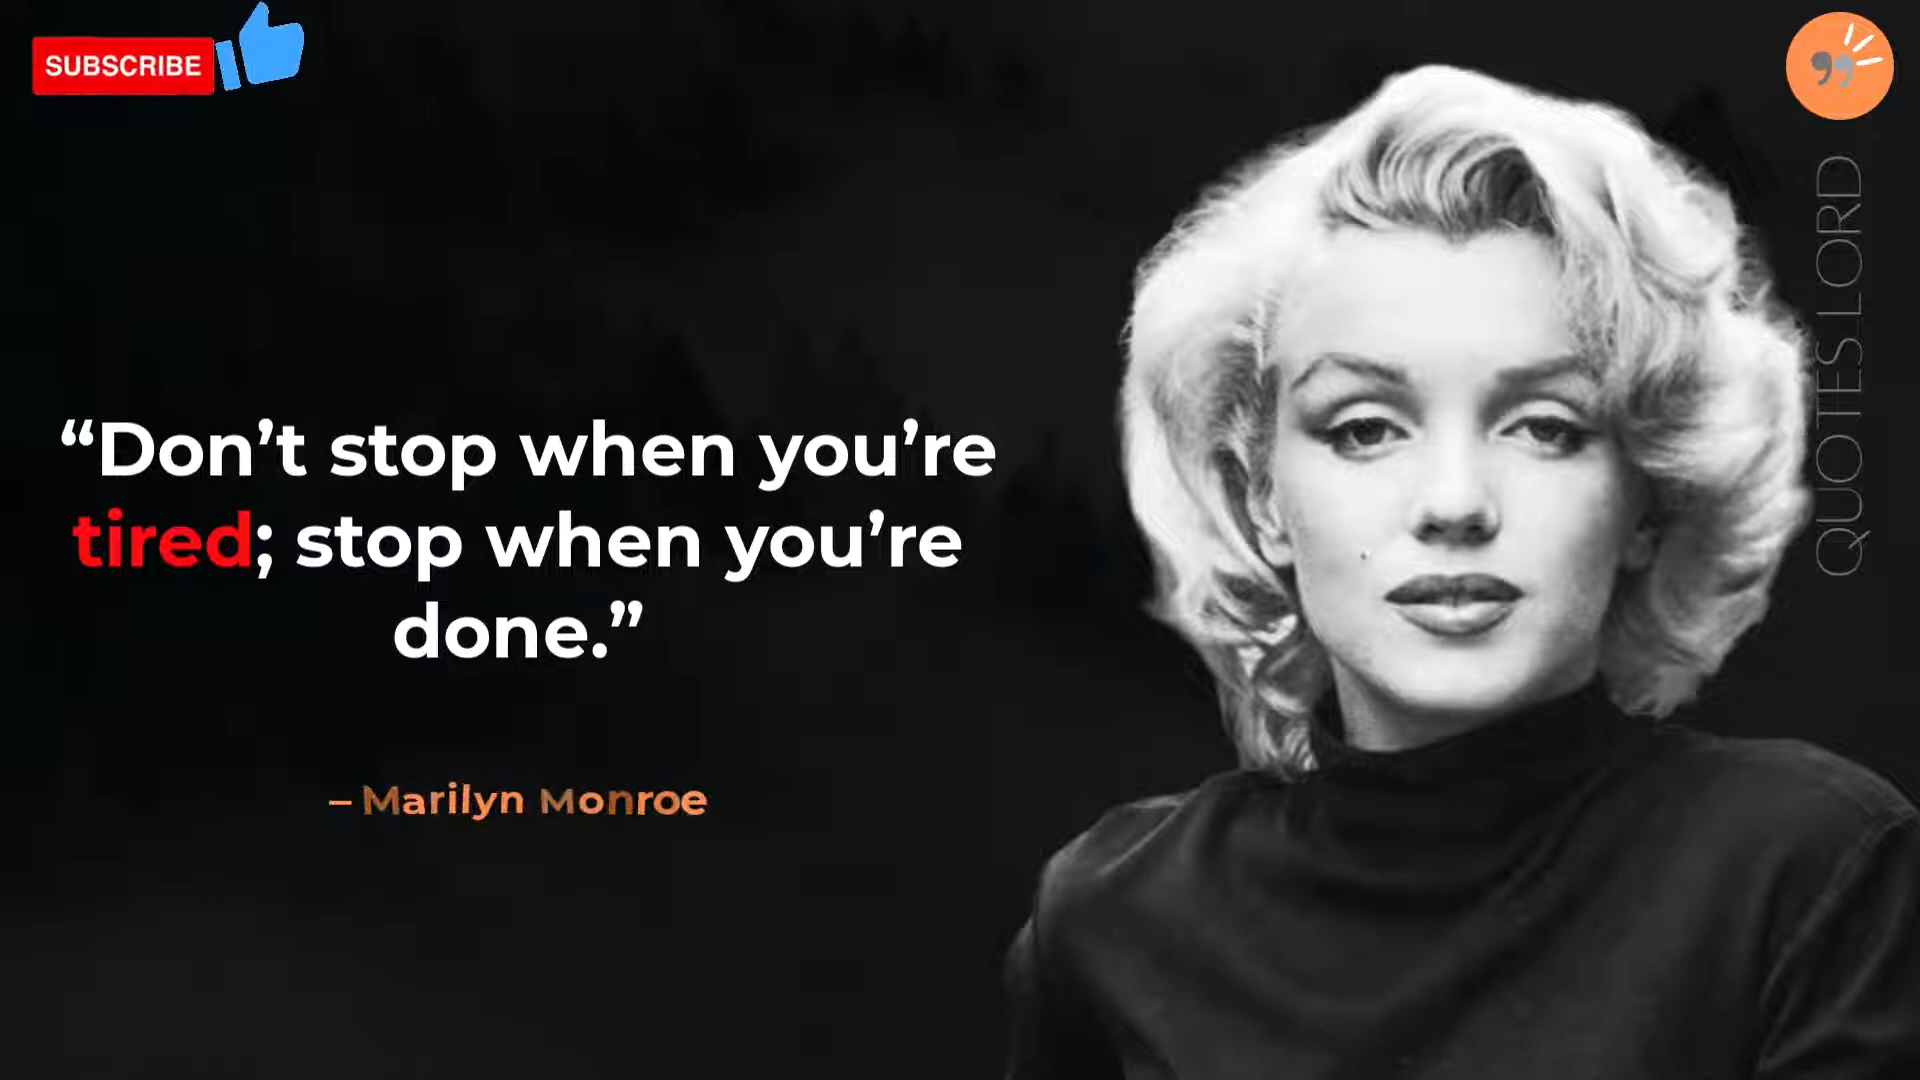 SUBSCRIBE
“Don’t stop when you’re
tired; stop when you’re
done.”
– Marilyn Monroe
QUOTES LORD